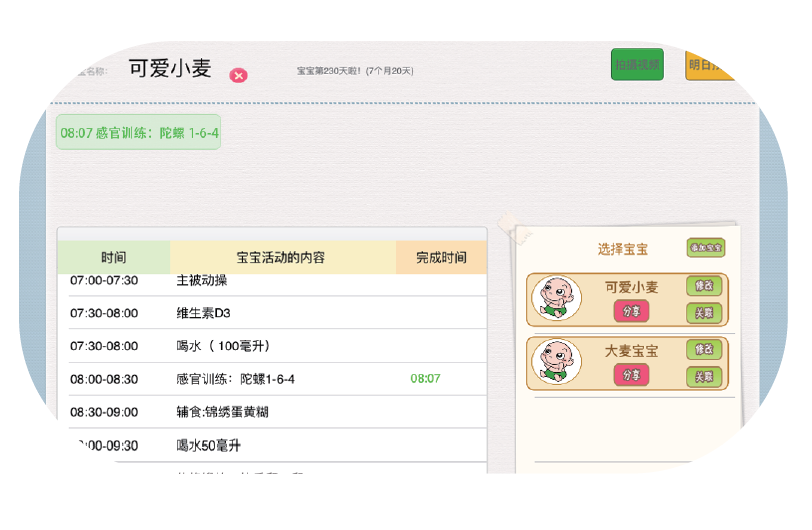 宝名称: 可爱小麦 宝宝第230天啦!(7个月20天) 拍摄视频 明日
08:07 感官训练：陀螺 1-6-4
时间 宝宝活动的内容 完成时间
07:00-07:30 主被动操
07:30-08:00 维生素D3
07:30-08:00 喝水（ 100毫升）
08:00-08:30 感官训练：陀螺1-6-4 08:07
08:30-09:00 辅食:锦绣蛋黄糊
:00-09:30 喝水50毫升
选择宝宝 添加宝宝
可爱小麦 修改
分享 关联
大麦宝宝 修改
分享 关联